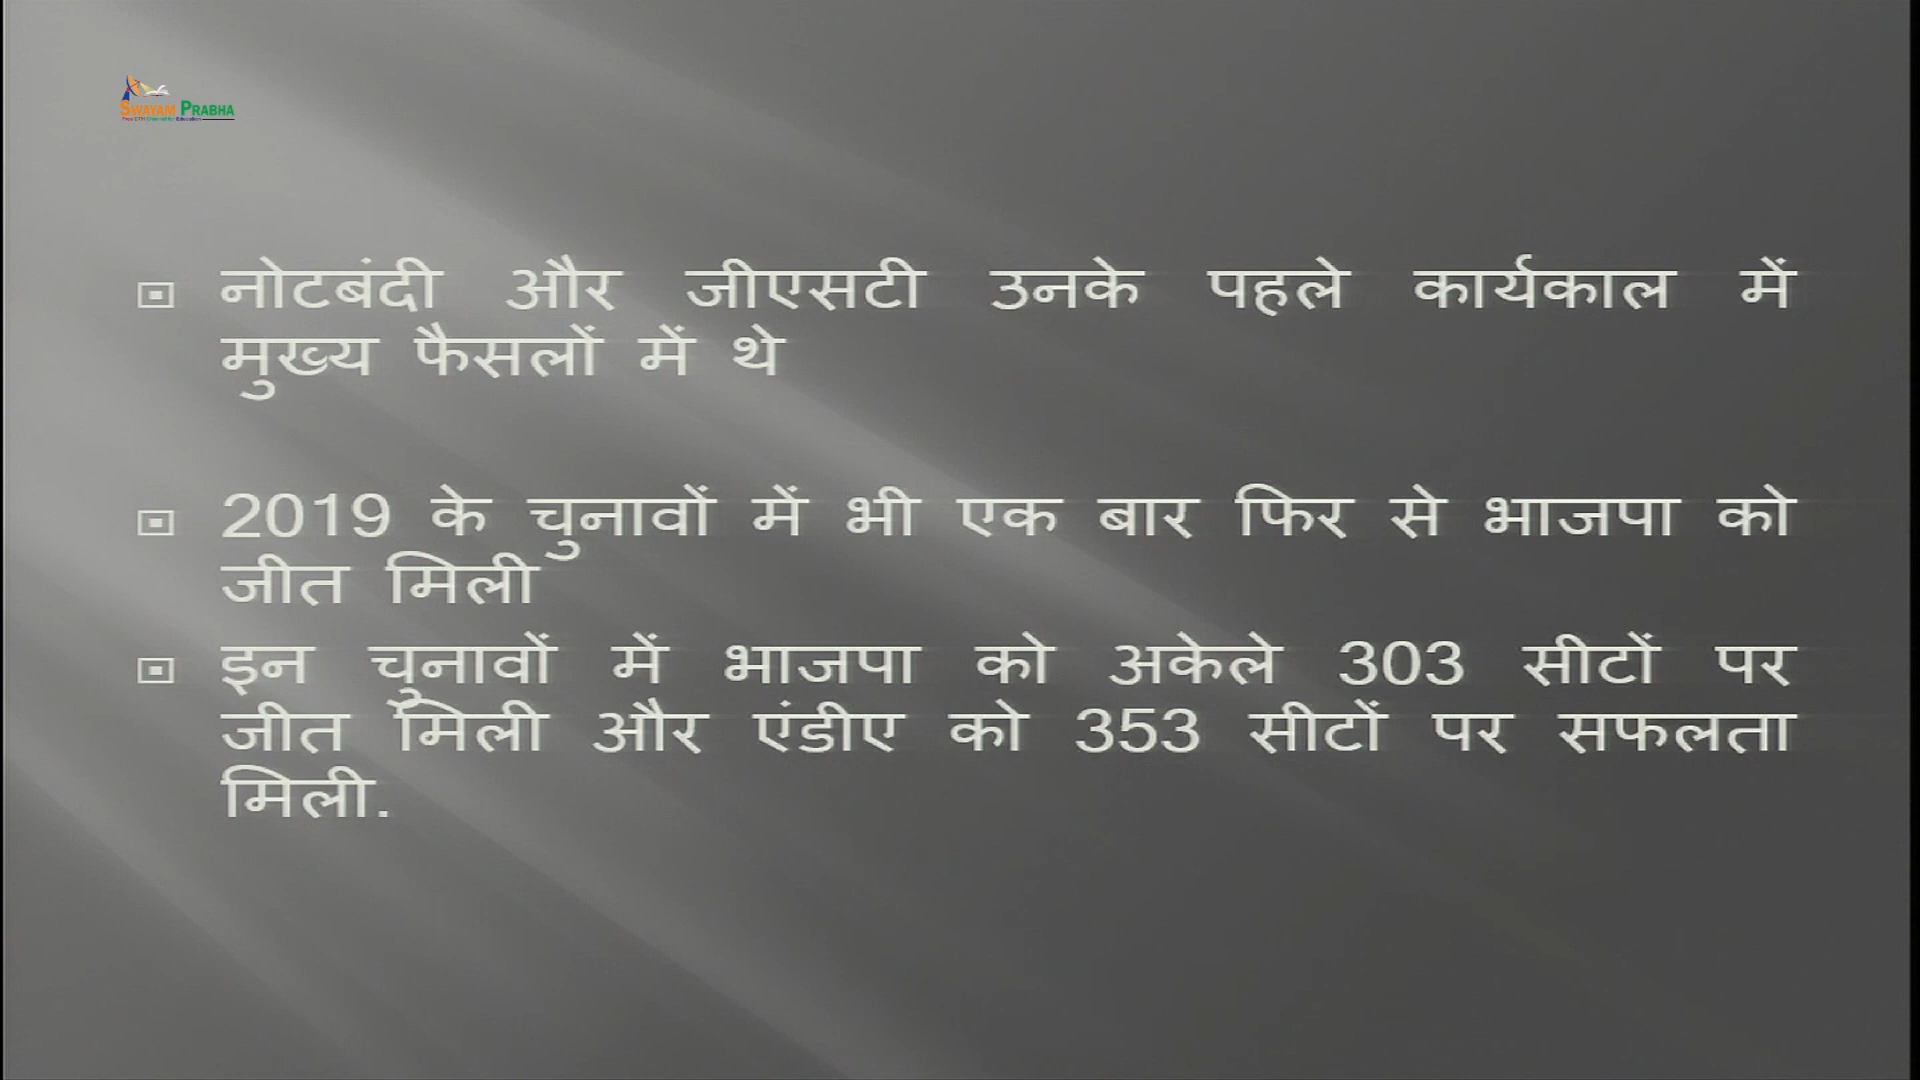 SWAYAM PRABHA
नोटबंदी और जीएसटी उनके पहले कार्यकाल में
मुख्य फैसलों में थे
2019 के चुनावों में भी एक बार फिर से भाजपा को
जीत मिली
इन चुनावों में भाजपा को अकेले 303 सीटों पर
जीत मिली और एंडीए को 353 सीटों पर सफलता
मिली.